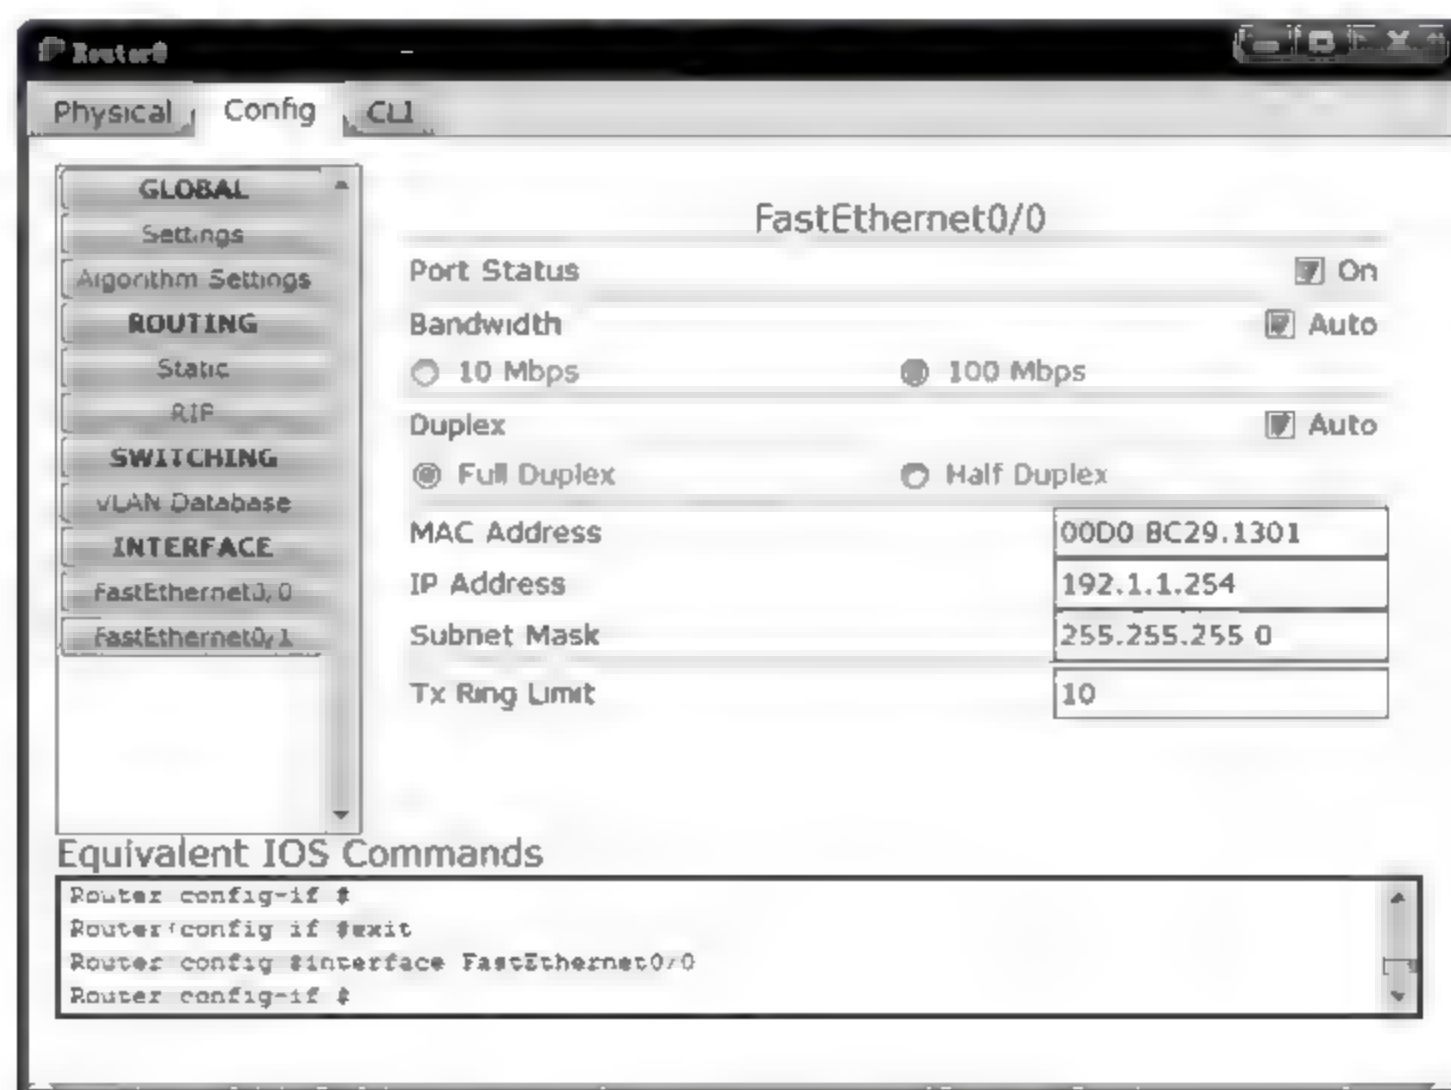 Router0
Physical Config CLI
GLOBAL
Settings
Algorithm Settings
ROUTING
Static
RIP
SWITCHING
VLAN Database
INTERFACE
FastEthernet0/0
FastEthernet0/1
FastEthernet0/0
Port Status On
Bandwidth Auto
10 Mbps 100 Mbps
Duplex Auto
Full Duplex Half Duplex
MAC Address 00D0 BC29.1301
IP Address 192.1.1.254
Subnet Mask 255.255.255 0
Tx Ring Limit 10
Equivalent IOS Commands
Router config-if #
Router(config if #exit
Router config #interface FastEthernet0/0
Router config-if #